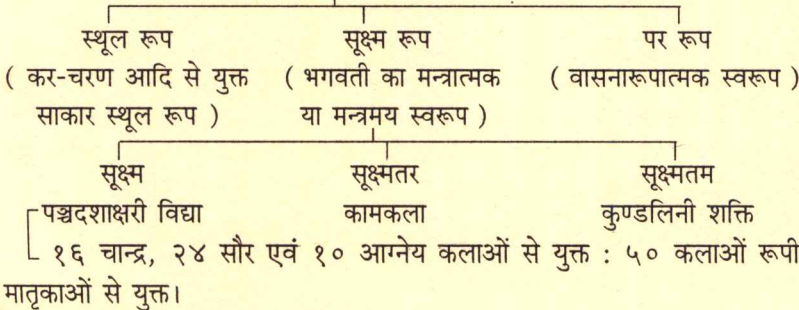 स्थूल रूप सूक्ष्म रूप पर रूप
( कर-चरण आदि से युक्त ( भगवती का मन्त्रात्मक ( वासनारूपात्मक स्वरूप )
साकार स्थूल रूप ) या मन्त्रमय स्वरूप )
सूक्ष्म सूक्ष्मतर सूक्ष्मतम
पञ्चदशाक्षरी विद्या कामकला कुण्डलिनी शक्ति
१६ चान्द्र, २४ सौर एवं १० आग्नेय कलाओं से युक्त : ५० कलाओं रूपी
मातृकाओं से युक्त।